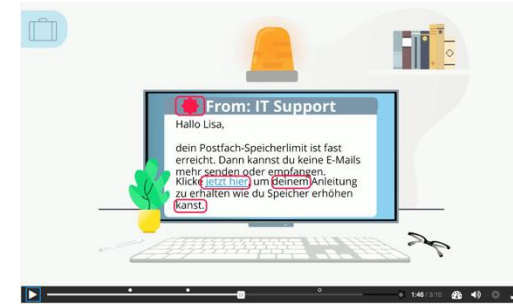 From: IT Support
Hallo Lisa,
dein Postfach-Speicherlimit ist fast
erreicht. Dann kannst du keine E-Mails
mehr senden oder empfangen.
Klicke jetzt hier, um deinem Anleitung
zu erhalten wie du Speicher erhöhen
kanst.
1:46 / 3:10